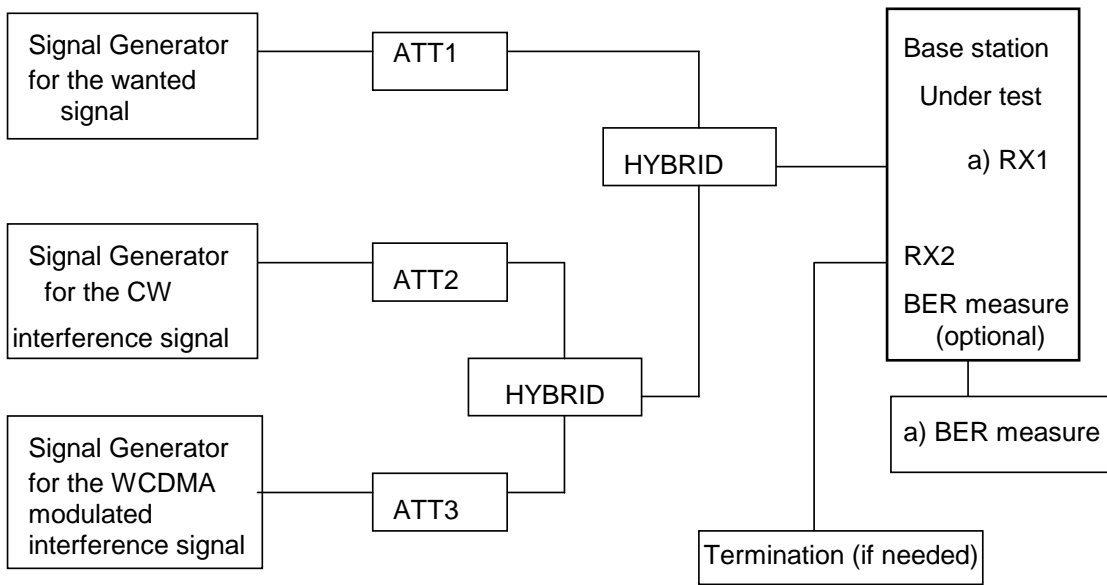 Signal Generator
for the wanted
signal
ATT1
HYBRID
Base station
Under test
a) RX1
RX2
BER measure
(optional)
Signal Generator
for the CW
interference signal
ATT2
HYBRID
a) BER measure
Signal Generator
for the WCDMA
modulated
interference signal
ATT3
Termination (if needed)